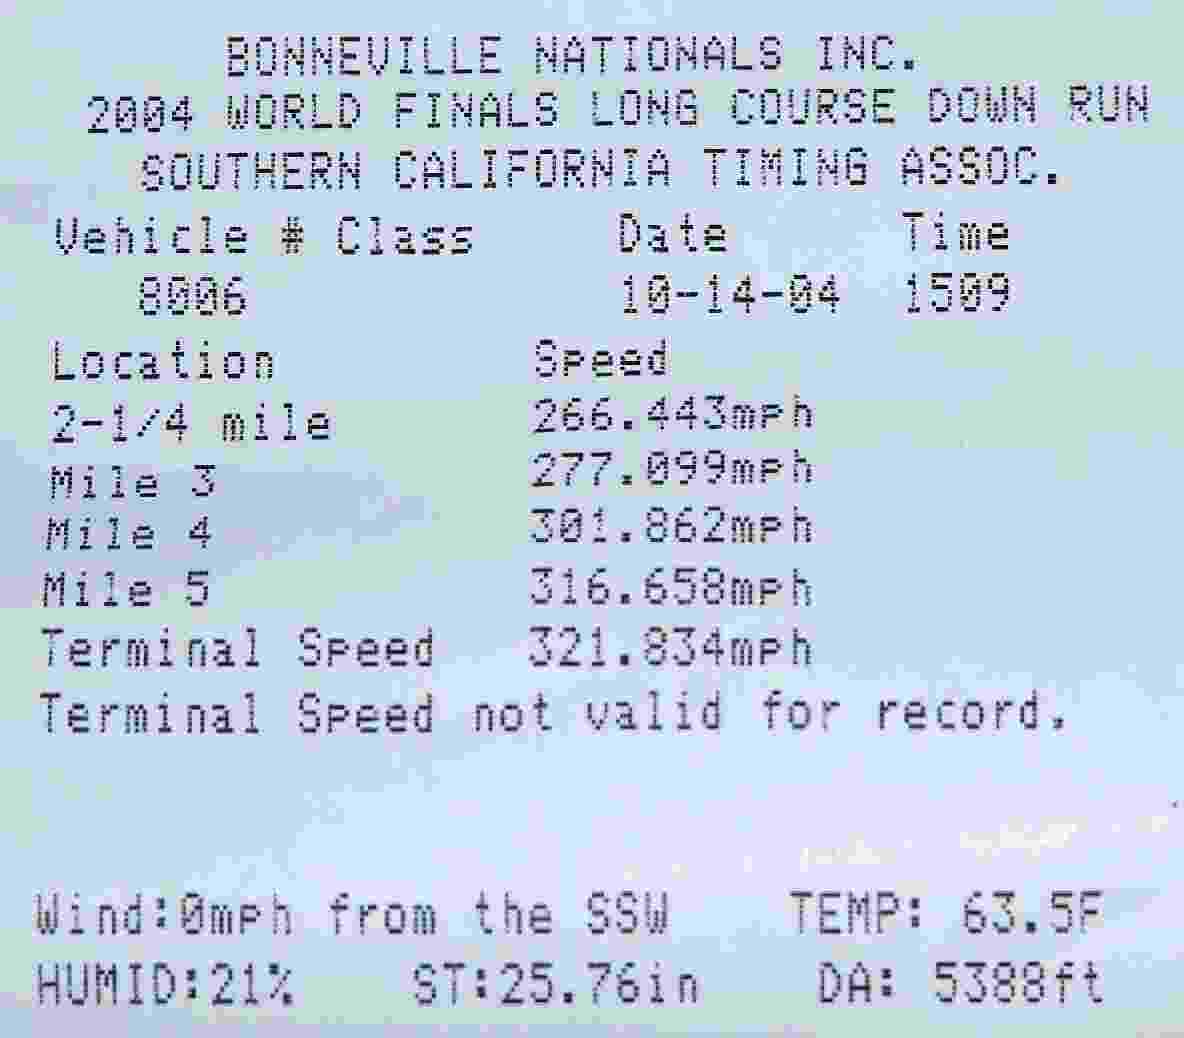 BONNEVILLE NATIONALS INC.
2004 WORLD FINALS LONG COURSE DOWN RUN
SOUTHERN CALIFORNIA TIMING ASSOC.
Vehicle # Class Date Time
8006 10-14-04 1509
Location Speed
2-1/4 mile 266.443mph
Mile 3 277.099mph
Mile 4 301.862mph
Mile 5 316.658mph
Terminal Speed 321.834mph
Terminal Speed not valid for record.
Wind:0mph from the SSW TEMP: 63.5F
HUMID:21% ST:25.76in DA: 5388ft